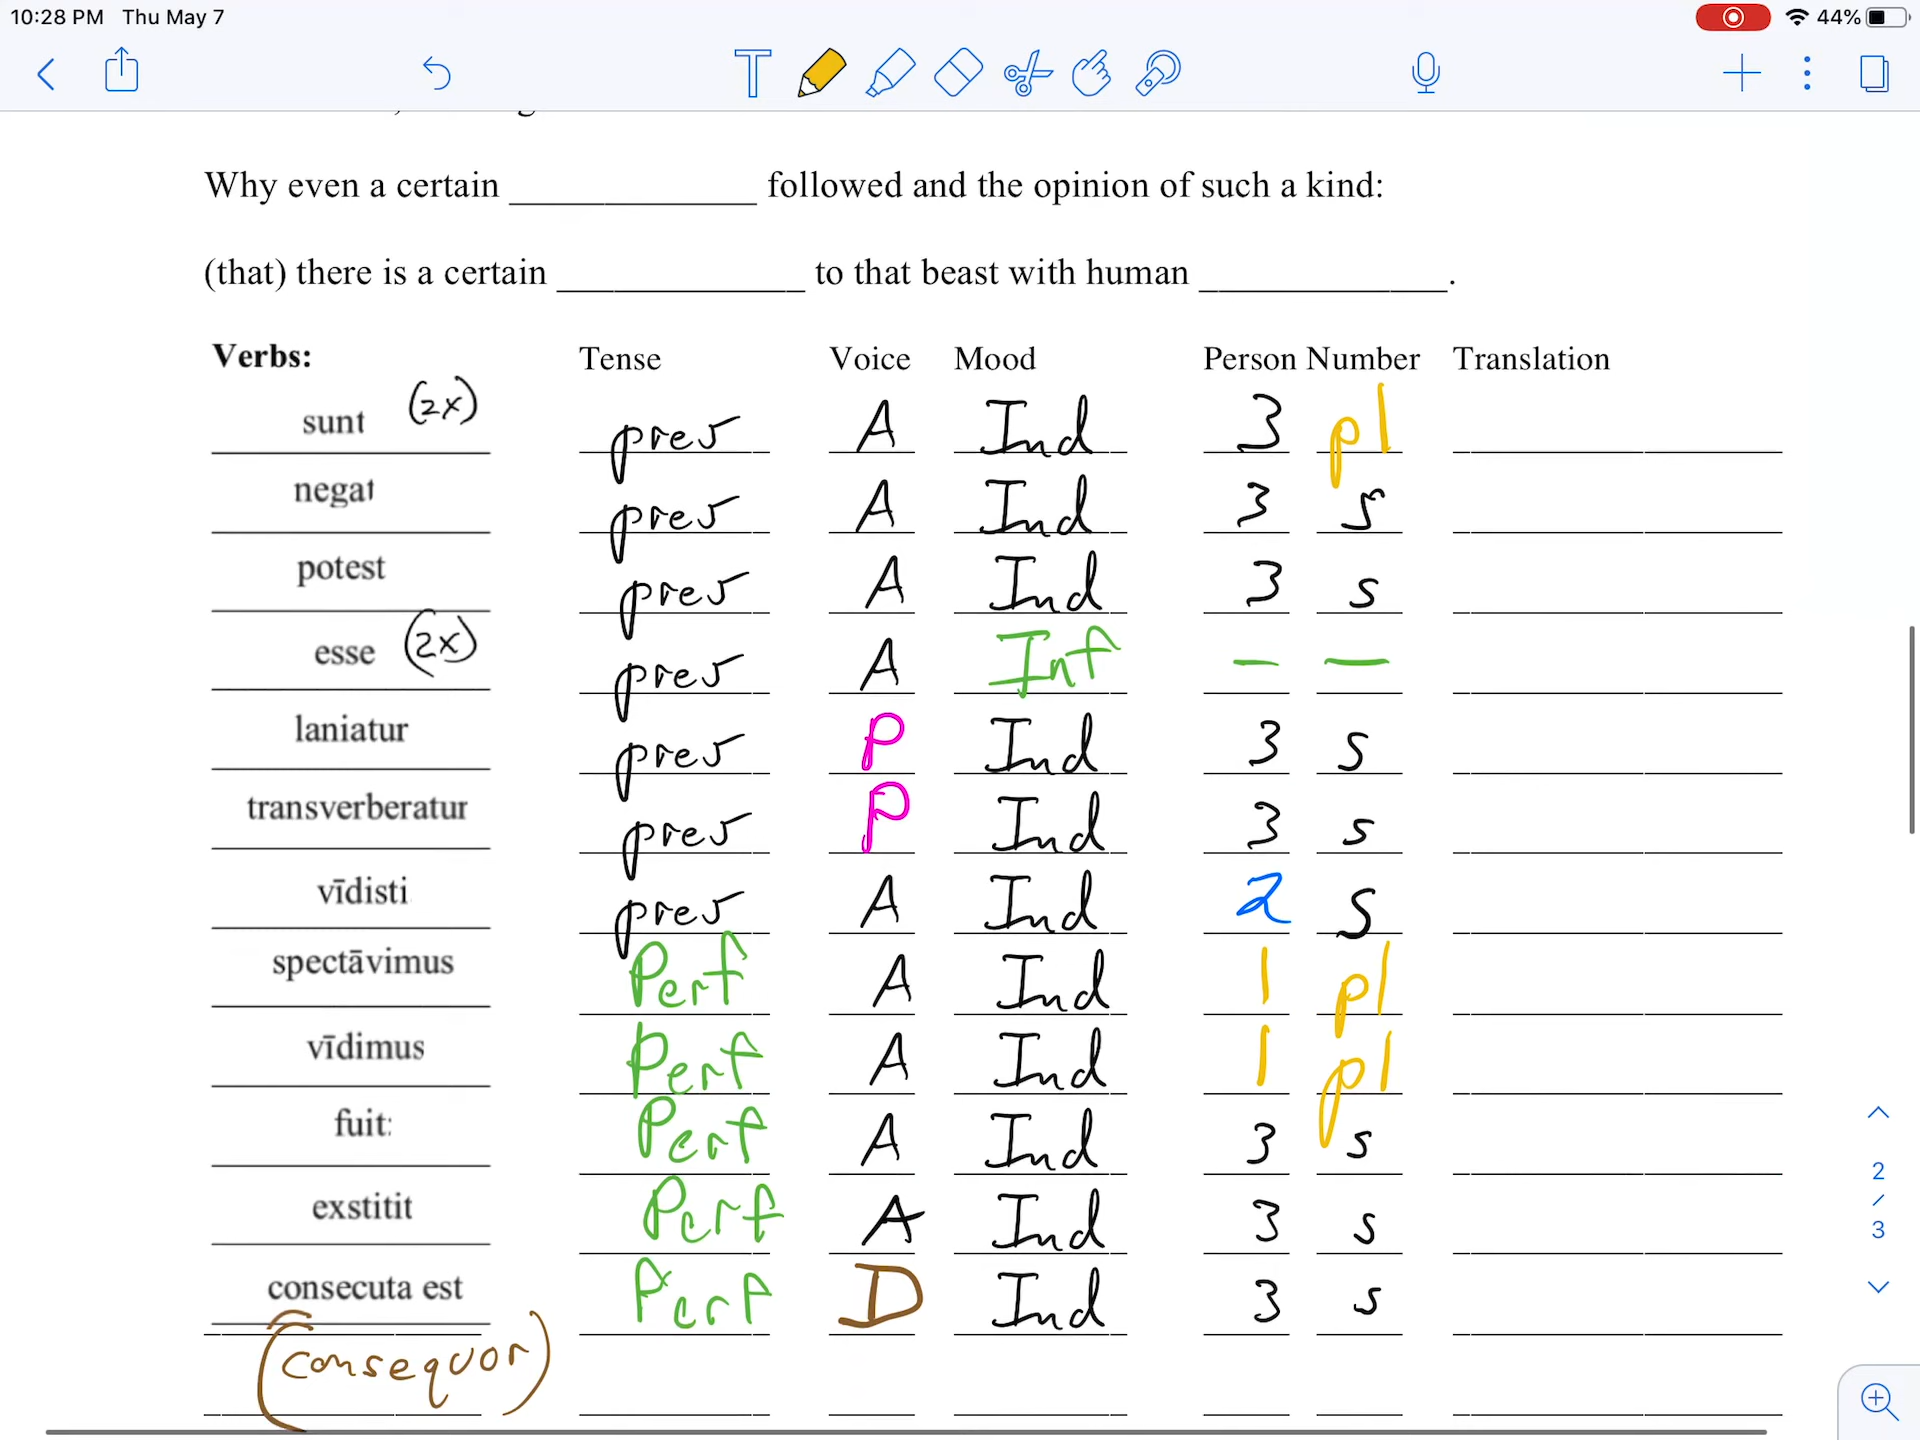 10:28 PM Thu May 7 44%
Why even a certain _____________ followed and the opinion of such a kind:
(that) there is a certain _____________ to that beast with human _____________.
Verbs: Tense Voice Mood Person Number Translation
sunt (2x) pres A Ind 3 pl
negat pres A Ind 3 s
potest pres A Ind 3 s
esse (2x) pres A Inf — —
laniatur pres P Ind 3 s
transverberatur pres P Ind 3 s
vīdisti pres A Ind 2 s
spectāvimus Perf A Ind 1 pl
vīdimus Perf A Ind 1 pl
fuit: Perf A Ind 3 s
exstitit Perf A Ind 3 s
consecuta est Perf D Ind 3 s
(consequor)
2
/
3